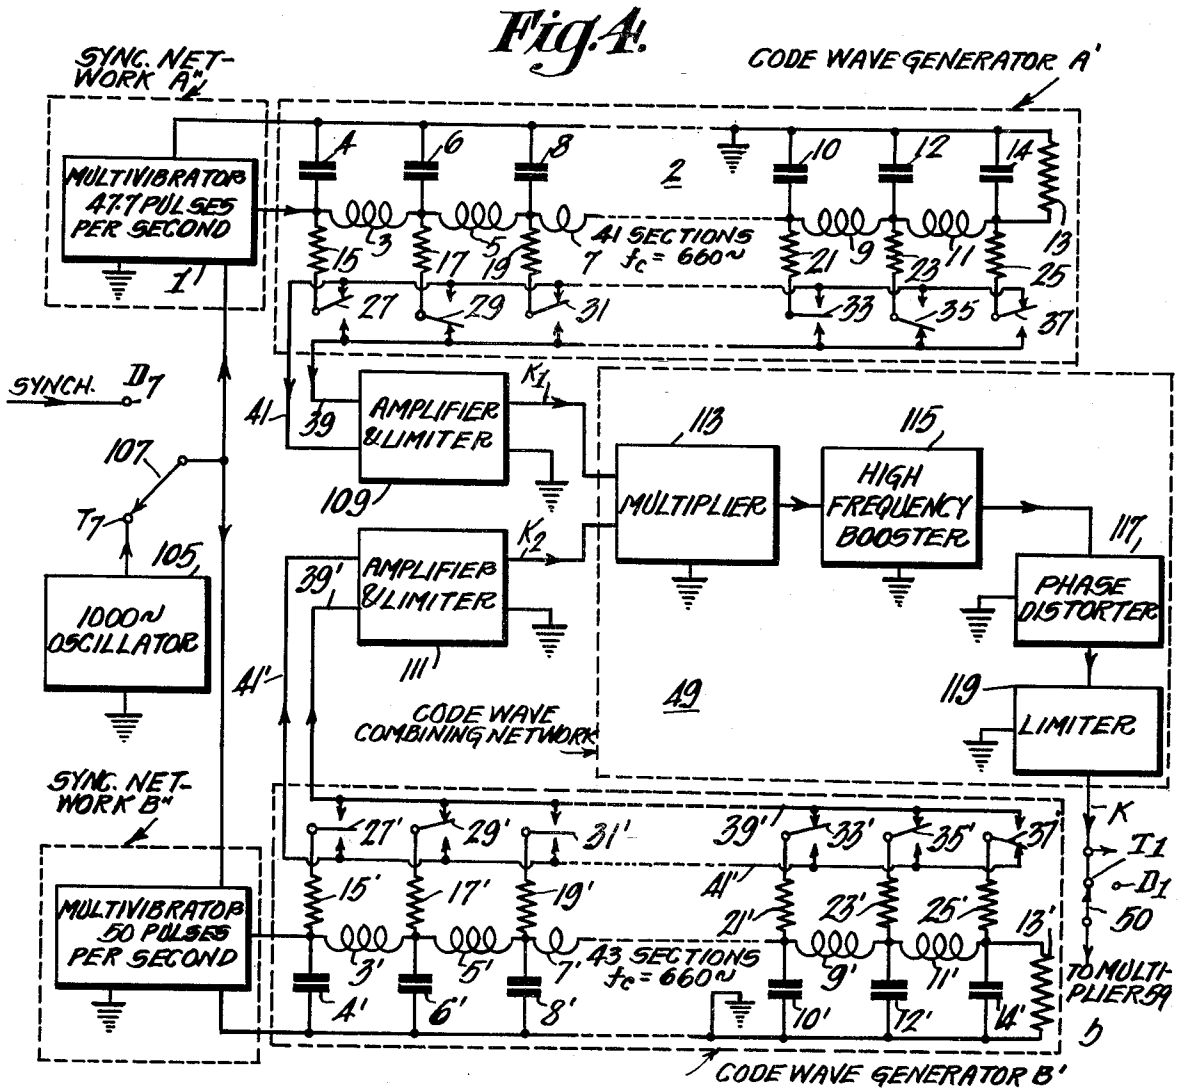 Fig. 4.
SYNC. NET-
WORK A"
CODE WAVE GENERATOR A'
4
6
8
10
12
14
2
MULTIVIBRATOR
47.7 PULSES
PER SECOND
1
3
5
7
9
11
13
41 SECTIONS
fc = 660~
15
17
19
21
23
25
27
29
31
33
35
37
SYNCH.
D7
41
39
AMPLIFIER
& LIMITER
K1
109
113
115
MULTIPLIER
HIGH
FREQUENCY
BOOSTER
107
T7
105
1000~
OSCILLATOR
39'
AMPLIFIER
& LIMITER
K2
111
117
PHASE
DISTORTER
41'
119
LIMITER
49
CODE WAVE
COMBINING NETWORK
SYNC. NET-
WORK B"
K
27'
29'
31'
39'
33'
35'
37'
T1
41'
D1
50
15'
17'
19'
21'
23'
25'
13'
MULTIVIBRATOR
50 PULSES
PER SECOND
3'
5'
7'
43 SECTIONS
fc = 660~
9'
11'
4'
6'
8'
10'
12'
14'
TO MULTI-
PLIER 59
b
CODE WAVE GENERATOR B'